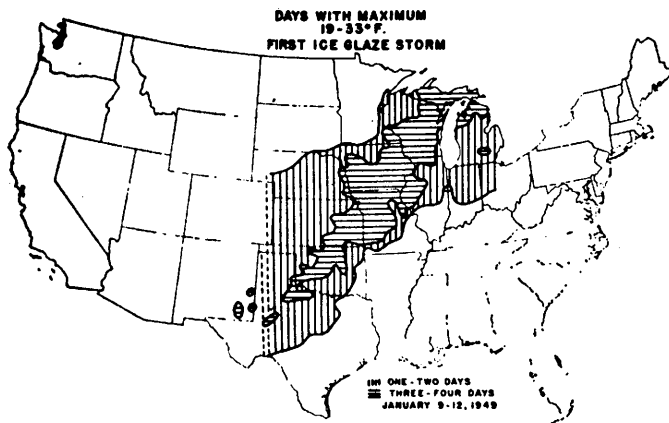 DAYS WITH MAXIMUM
19-33°F.
FIRST ICE GLAZE STORM
ONE-TWO DAYS
THREE-FOUR DAYS
JANUARY 9-12, 1949